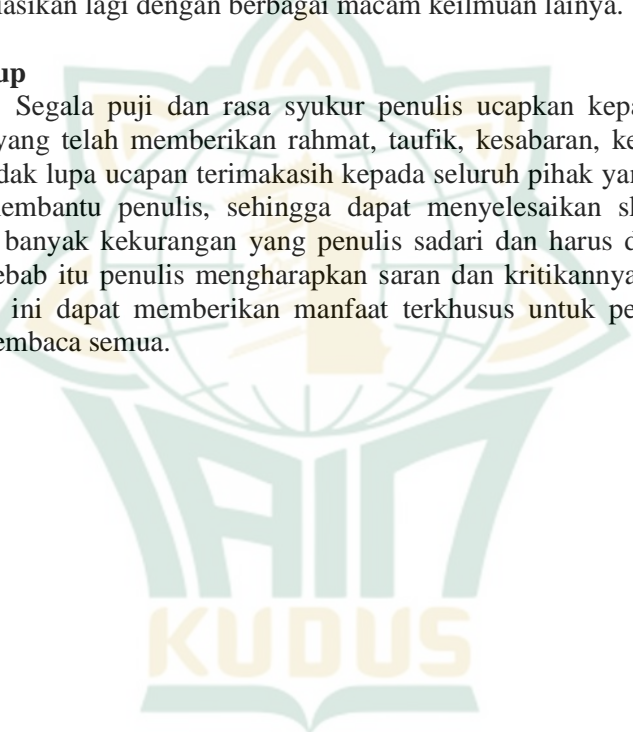 iasikan lagi dengan berbagai macam keilmuan lainya.
up
Segala puji dan rasa syukur penulis ucapkan kepa
yang telah memberikan rahmat, taufik, kesabaran, ke
dak lupa ucapan terimakasih kepada seluruh pihak yan
embantu penulis, sehingga dapat menyelesaikan sk
banyak kekurangan yang penulis sadari dan harus d
ebab itu penulis mengharapkan saran dan kritikannya
ini dapat memberikan manfaat terkhusus untuk pe
embaca semua.
IAIN
KUDUS